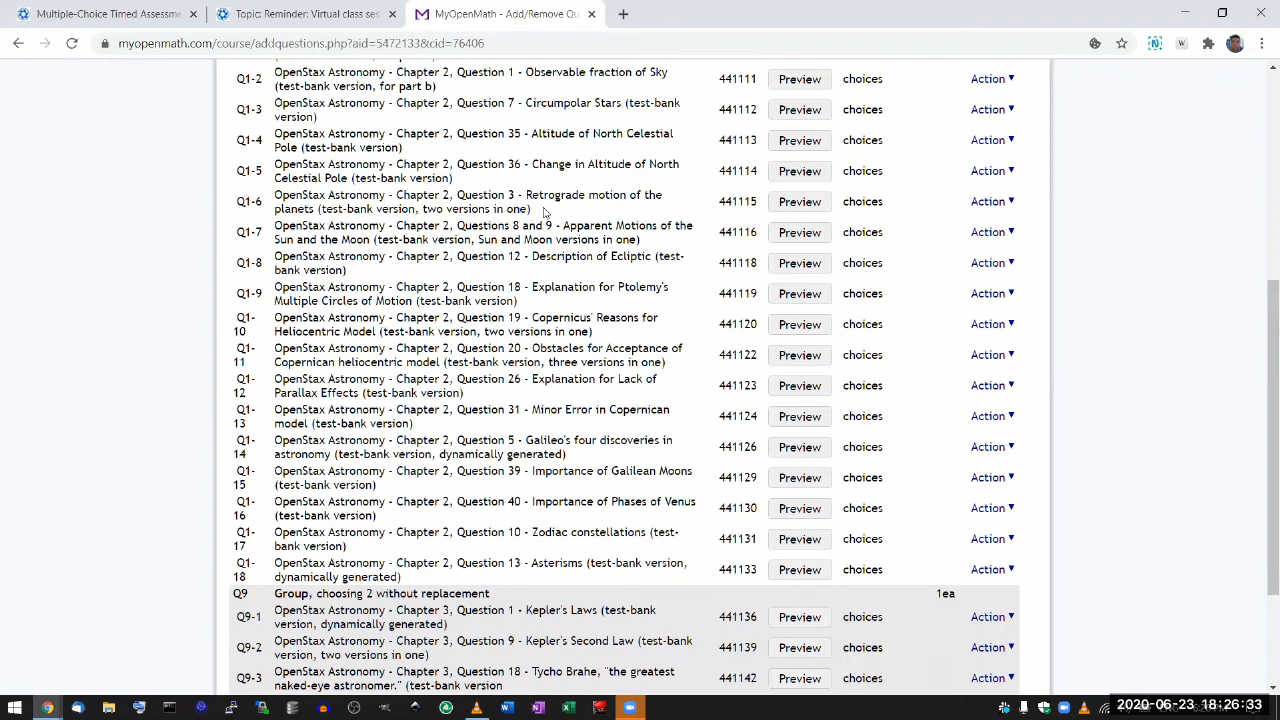 Multiple-Choice Timed Assessme
Topic: Reminder: Virtual class ses
MyOpenMath - Add/Remove Qu
myopenmath.com/course/addquestions.php?aid=5472133&cid=76406
Q1-2 OpenStax Astronomy - Chapter 2, Question 1 - Observable fraction of Sky 441111 Preview choices Action
(test-bank version, for part b)
Q1-3 OpenStax Astronomy - Chapter 2, Question 7 - Circumpolar Stars (test-bank 441112 Preview choices Action
version)
Q1-4 OpenStax Astronomy - Chapter 2, Question 35 - Altitude of North Celestial 441113 Preview choices Action
Pole (test-bank version)
Q1-5 OpenStax Astronomy - Chapter 2, Question 36 - Change in Altitude of North 441114 Preview choices Action
Celestial Pole (test-bank version)
Q1-6 OpenStax Astronomy - Chapter 2, Question 3 - Retrograde motion of the 441115 Preview choices Action
planets (test-bank version, two versions in one)
Q1-7 OpenStax Astronomy - Chapter 2, Questions 8 and 9 - Apparent Motions of the 441116 Preview choices Action
Sun and the Moon (test-bank version, Sun and Moon versions in one)
Q1-8 OpenStax Astronomy - Chapter 2, Question 12 - Description of Ecliptic (test- 441118 Preview choices Action
bank version)
Q1-9 OpenStax Astronomy - Chapter 2, Question 18 - Explanation for Ptolemy's 441119 Preview choices Action
Multiple Circles of Motion (test-bank version)
Q1- OpenStax Astronomy - Chapter 2, Question 19 - Copernicus' Reasons for 441120 Preview choices Action
10 Heliocentric Model (test-bank version, two versions in one)
Q1- OpenStax Astronomy - Chapter 2, Question 20 - Obstacles for Acceptance of 441122 Preview choices Action
11 Copernican heliocentric model (test-bank version, three versions in one)
Q1- OpenStax Astronomy - Chapter 2, Question 26 - Explanation for Lack of 441123 Preview choices Action
12 Parallax Effects (test-bank version)
Q1- OpenStax Astronomy - Chapter 2, Question 31 - Minor Error in Copernican 441124 Preview choices Action
13 model (test-bank version)
Q1- OpenStax Astronomy - Chapter 2, Question 5 - Galileo's four discoveries in 441126 Preview choices Action
14 astronomy (test-bank version, dynamically generated)
Q1- OpenStax Astronomy - Chapter 2, Question 39 - Importance of Galilean Moons 441129 Preview choices Action
15 (test-bank version)
Q1- OpenStax Astronomy - Chapter 2, Question 40 - Importance of Phases of Venus 441130 Preview choices Action
16 (test-bank version)
Q1- OpenStax Astronomy - Chapter 2, Question 10 - Zodiac constellations (test- 441131 Preview choices Action
17 bank version)
Q1- OpenStax Astronomy - Chapter 2, Question 13 - Asterisms (test-bank version, 441133 Preview choices Action
18 dynamically generated)
Q9 Group, choosing 2 without replacement 1ea
Q9-1 OpenStax Astronomy - Chapter 3, Question 1 - Kepler's Laws (test-bank 441136 Preview choices Action
version, dynamically generated)
Q9-2 OpenStax Astronomy - Chapter 3, Question 9 - Kepler's Second Law (test-bank 441139 Preview choices Action
version, two versions in one)
Q9-3 OpenStax Astronomy - Chapter 3, Question 18 - Tycho Brahe, "the greatest 441142 Preview choices Action
naked-eye astronomer." (test-bank version
2020-06-23 18:26:33